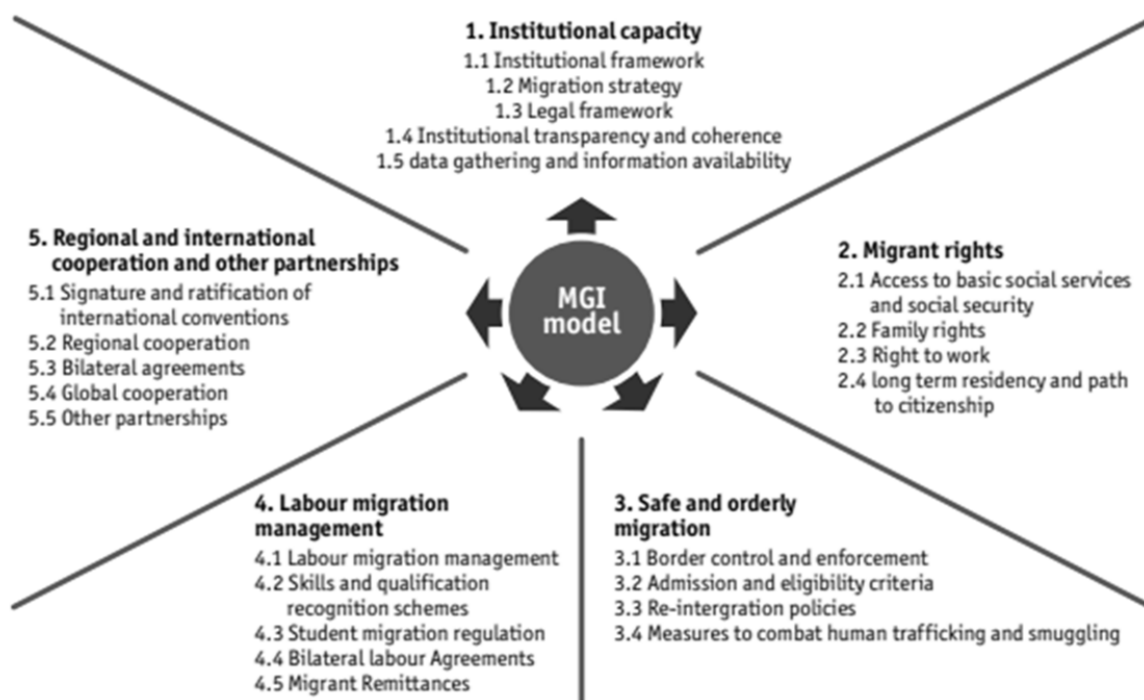 1. Institutional capacity
1.1 Institutional framework
1.2 Migration strategy
1.3 Legal framework
1.4 Institutional transparency and coherence
1.5 data gathering and information availability
MGI
model
2. Migrant rights
2.1 Access to basic social services
and social security
2.2 Family rights
2.3 Right to work
2.4 long term residency and path
to citizenship
3. Safe and orderly
migration
3.1 Border control and enforcement
3.2 Admission and eligibility criteria
3.3 Re-intergration policies
3.4 Measures to combat human trafficking and smuggling
4. Labour migration
management
4.1 Labour migration management
4.2 Skills and qualification
recognition schemes
4.3 Student migration regulation
4.4 Bilateral labour Agreements
4.5 Migrant Remittances
5. Regional and international
cooperation and other partnerships
5.1 Signature and ratification of
international conventions
5.2 Regional cooperation
5.3 Bilateral agreements
5.4 Global cooperation
5.5 Other partnerships